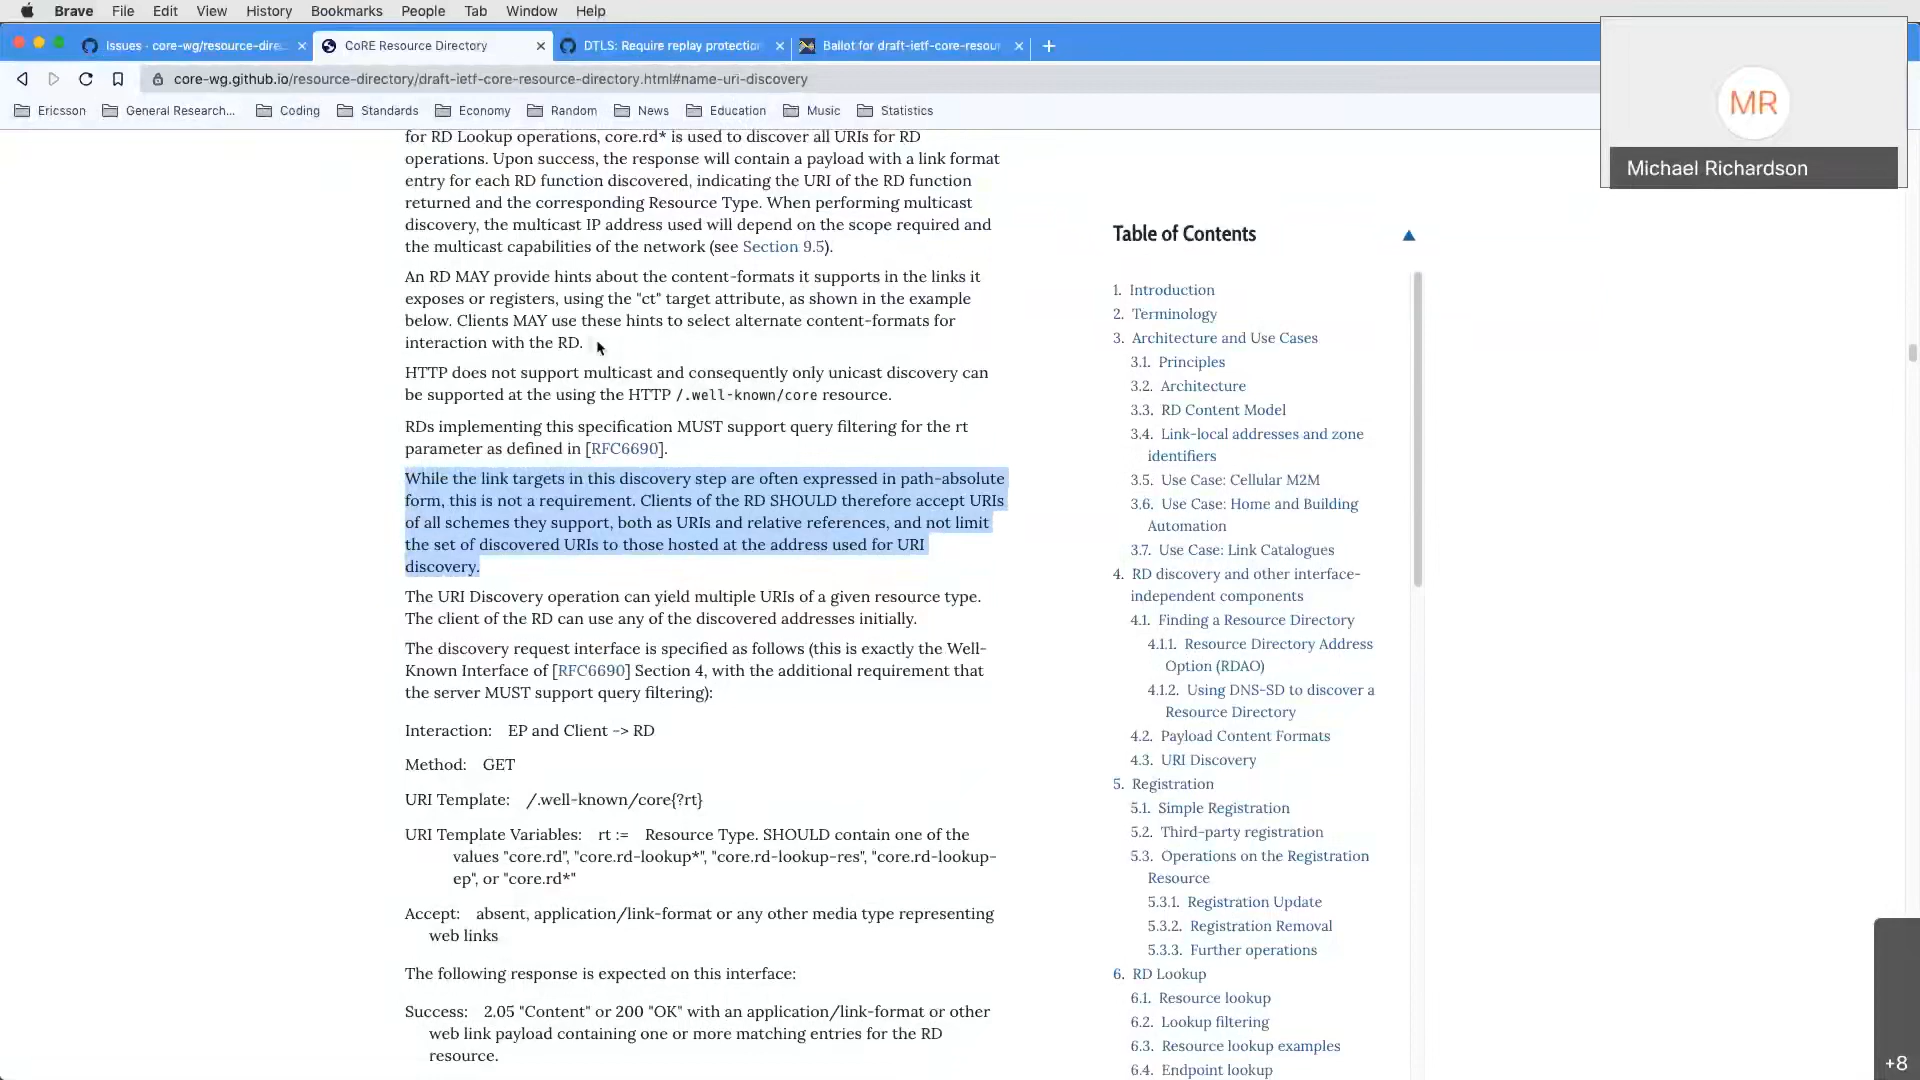 Brave File Edit View History Bookmarks People Tab Window Help
Issues · core-wg/resource-dire
CoRE Resource Directory
DTLS: Require replay protection
Ballot for draft-ietf-core-resou
core-wg.github.io/resource-directory/draft-ietf-core-resource-directory.html#name-uri-discovery
Ericsson General Research... Coding Standards Economy Random News Education Music Statistics
MR
Michael Richardson
for RD Lookup operations, core.rd* is used to discover all URIs for RD
operations. Upon success, the response will contain a payload with a link format
entry for each RD function discovered, indicating the URI of the RD function
returned and the corresponding Resource Type. When performing multicast
discovery, the multicast IP address used will depend on the scope required and
the multicast capabilities of the network (see Section 9.5).
An RD MAY provide hints about the content-formats it supports in the links it
exposes or registers, using the "ct" target attribute, as shown in the example
below. Clients MAY use these hints to select alternate content-formats for
interaction with the RD.
HTTP does not support multicast and consequently only unicast discovery can
be supported at the using the HTTP /.well-known/core resource.
RDs implementing this specification MUST support query filtering for the rt
parameter as defined in [RFC6690].
While the link targets in this discovery step are often expressed in path-absolute
form, this is not a requirement. Clients of the RD SHOULD therefore accept URIs
of all schemes they support, both as URIs and relative references, and not limit
the set of discovered URIs to those hosted at the address used for URI
discovery.
The URI Discovery operation can yield multiple URIs of a given resource type.
The client of the RD can use any of the discovered addresses initially.
The discovery request interface is specified as follows (this is exactly the Well-
Known Interface of [RFC6690] Section 4, with the additional requirement that
the server MUST support query filtering):
Interaction: EP and Client -> RD
Method: GET
URI Template: /.well-known/core{?rt}
URI Template Variables: rt := Resource Type. SHOULD contain one of the
values "core.rd", "core.rd-lookup*", "core.rd-lookup-res", "core.rd-lookup-
ep", or "core.rd*"
Accept: absent, application/link-format or any other media type representing
web links
The following response is expected on this interface:
Success: 2.05 "Content" or 200 "OK" with an application/link-format or other
web link payload containing one or more matching entries for the RD
resource.
Table of Contents
1. Introduction
2. Terminology
3. Architecture and Use Cases
3.1. Principles
3.2. Architecture
3.3. RD Content Model
3.4. Link-local addresses and zone
identifiers
3.5. Use Case: Cellular M2M
3.6. Use Case: Home and Building
Automation
3.7. Use Case: Link Catalogues
4. RD discovery and other interface-
independent components
4.1. Finding a Resource Directory
4.1.1. Resource Directory Address
Option (RDAO)
4.1.2. Using DNS-SD to discover a
Resource Directory
4.2. Payload Content Formats
4.3. URI Discovery
5. Registration
5.1. Simple Registration
5.2. Third-party registration
5.3. Operations on the Registration
Resource
5.3.1. Registration Update
5.3.2. Registration Removal
5.3.3. Further operations
6. RD Lookup
6.1. Resource lookup
6.2. Lookup filtering
6.3. Resource lookup examples
6.4. Endpoint lookup
+8